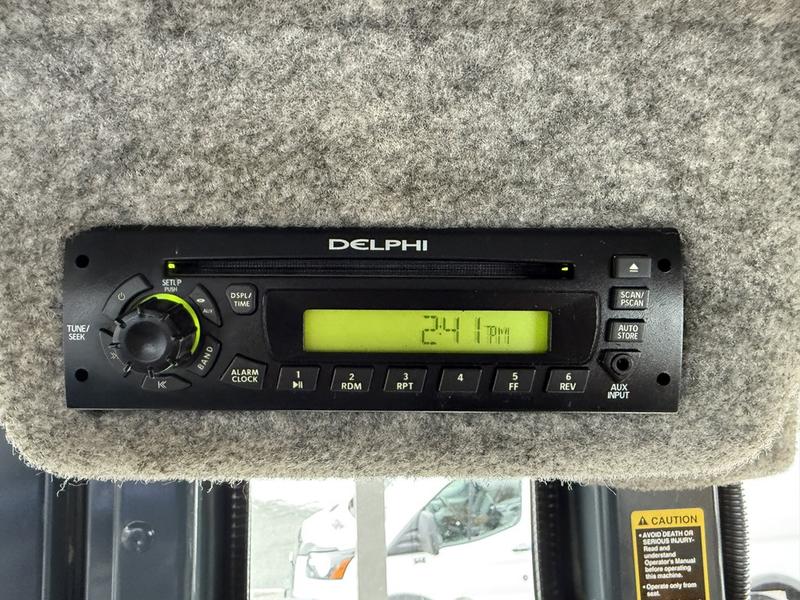 DELPHI
SETUP
PUSH
DSPL/
TIME
AUX
TUNE/
SEEK
BAND
ALARM
CLOCK
2:41 PM
1
2
RDM
3
RPT
4
5
FF
6
REV
SCAN/
PSCAN
AUTO
STORE
AUX
INPUT
CAUTION
• AVOID DEATH OR
SERIOUS INJURY-
Read and
understand
Operator's Manual
before operating
this machine.
• Operate only from